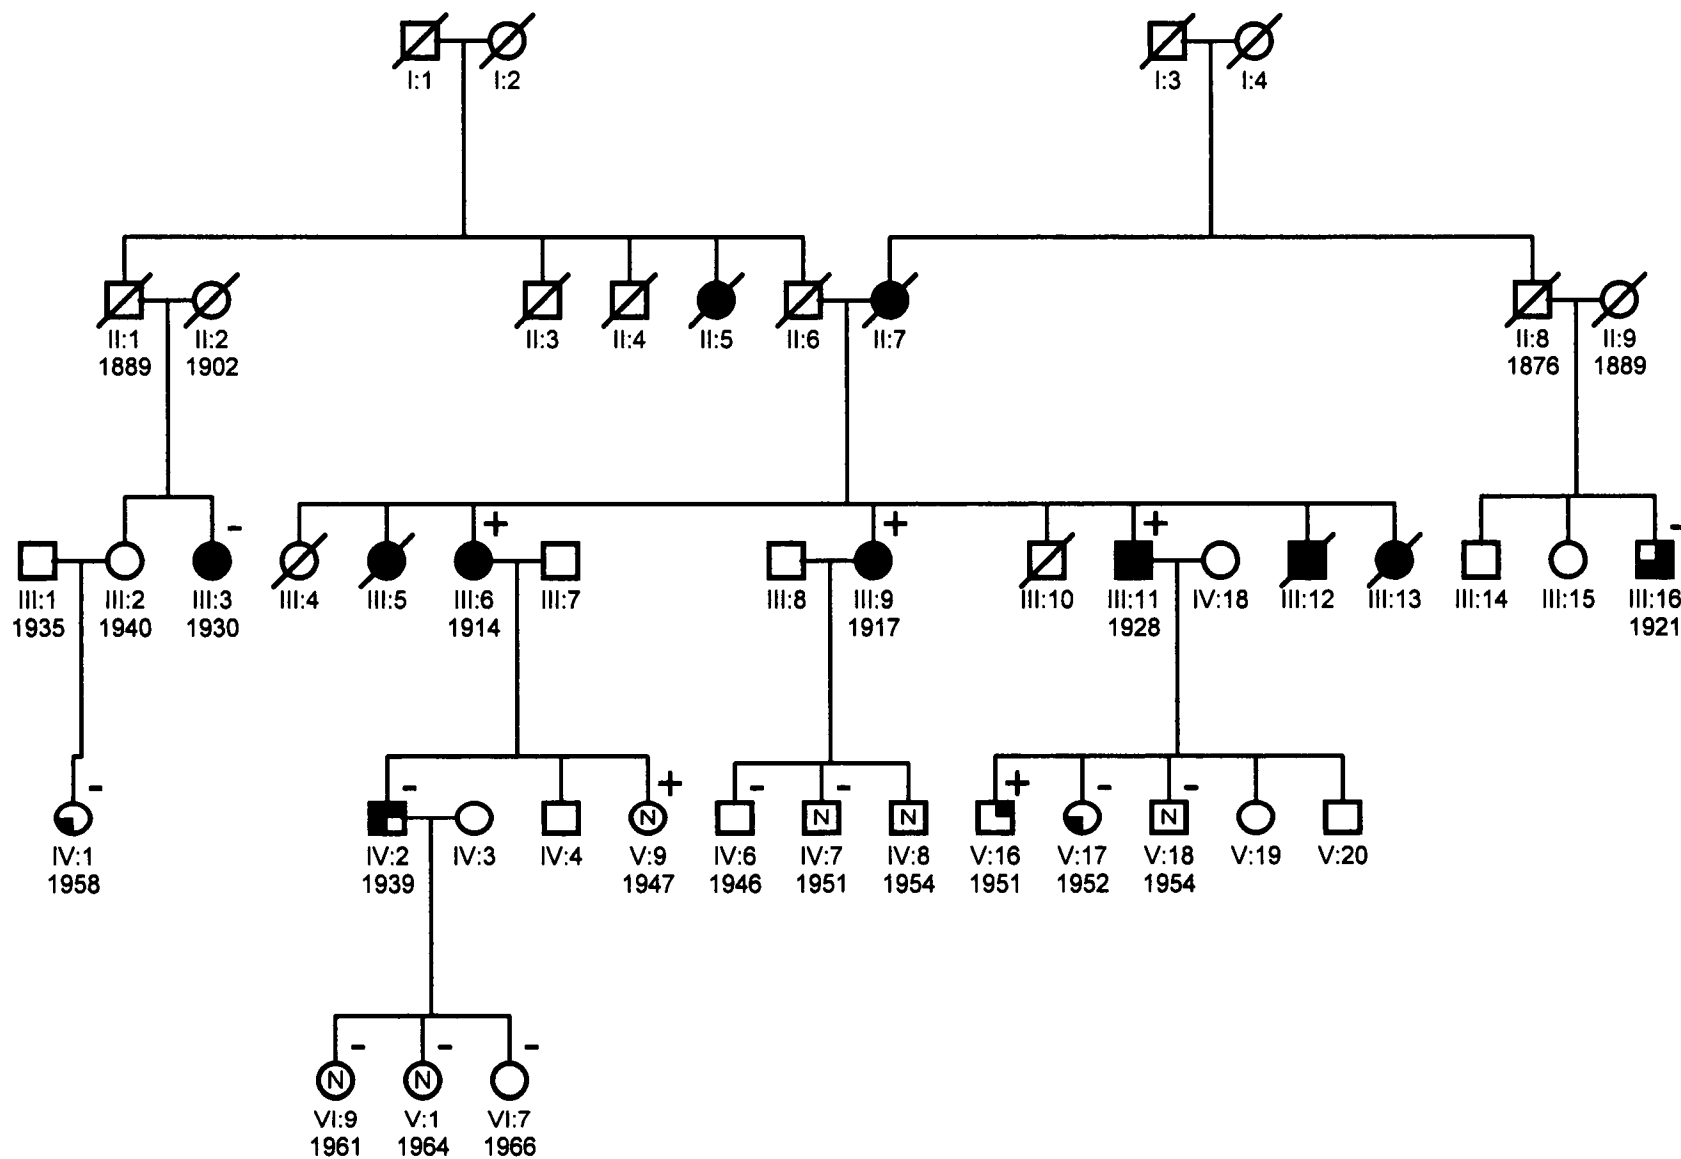 I:1 I:2 I:3 I:4
II:1 II:2 II:3 II:4 II:5 II:6 II:7 II:8 II:9
1889 1902 1876 1889
+ + +
- -
III:1 III:2 III:3 III:4 III:5 III:6 III:7 III:8 III:9 III:10 III:11 IV:18 III:12 III:13 III:14 III:15 III:16
1935 1940 1930 1914 1917 1928 1921
- - + - - + - -
N N N N
IV:1 IV:2 IV:3 IV:4 V:9 IV:6 IV:7 IV:8 V:16 V:17 V:18 V:19 V:20
1958 1939 1947 1946 1951 1954 1951 1952 1954
- - -
N N
VI:9 V:1 VI:7
1961 1964 1966